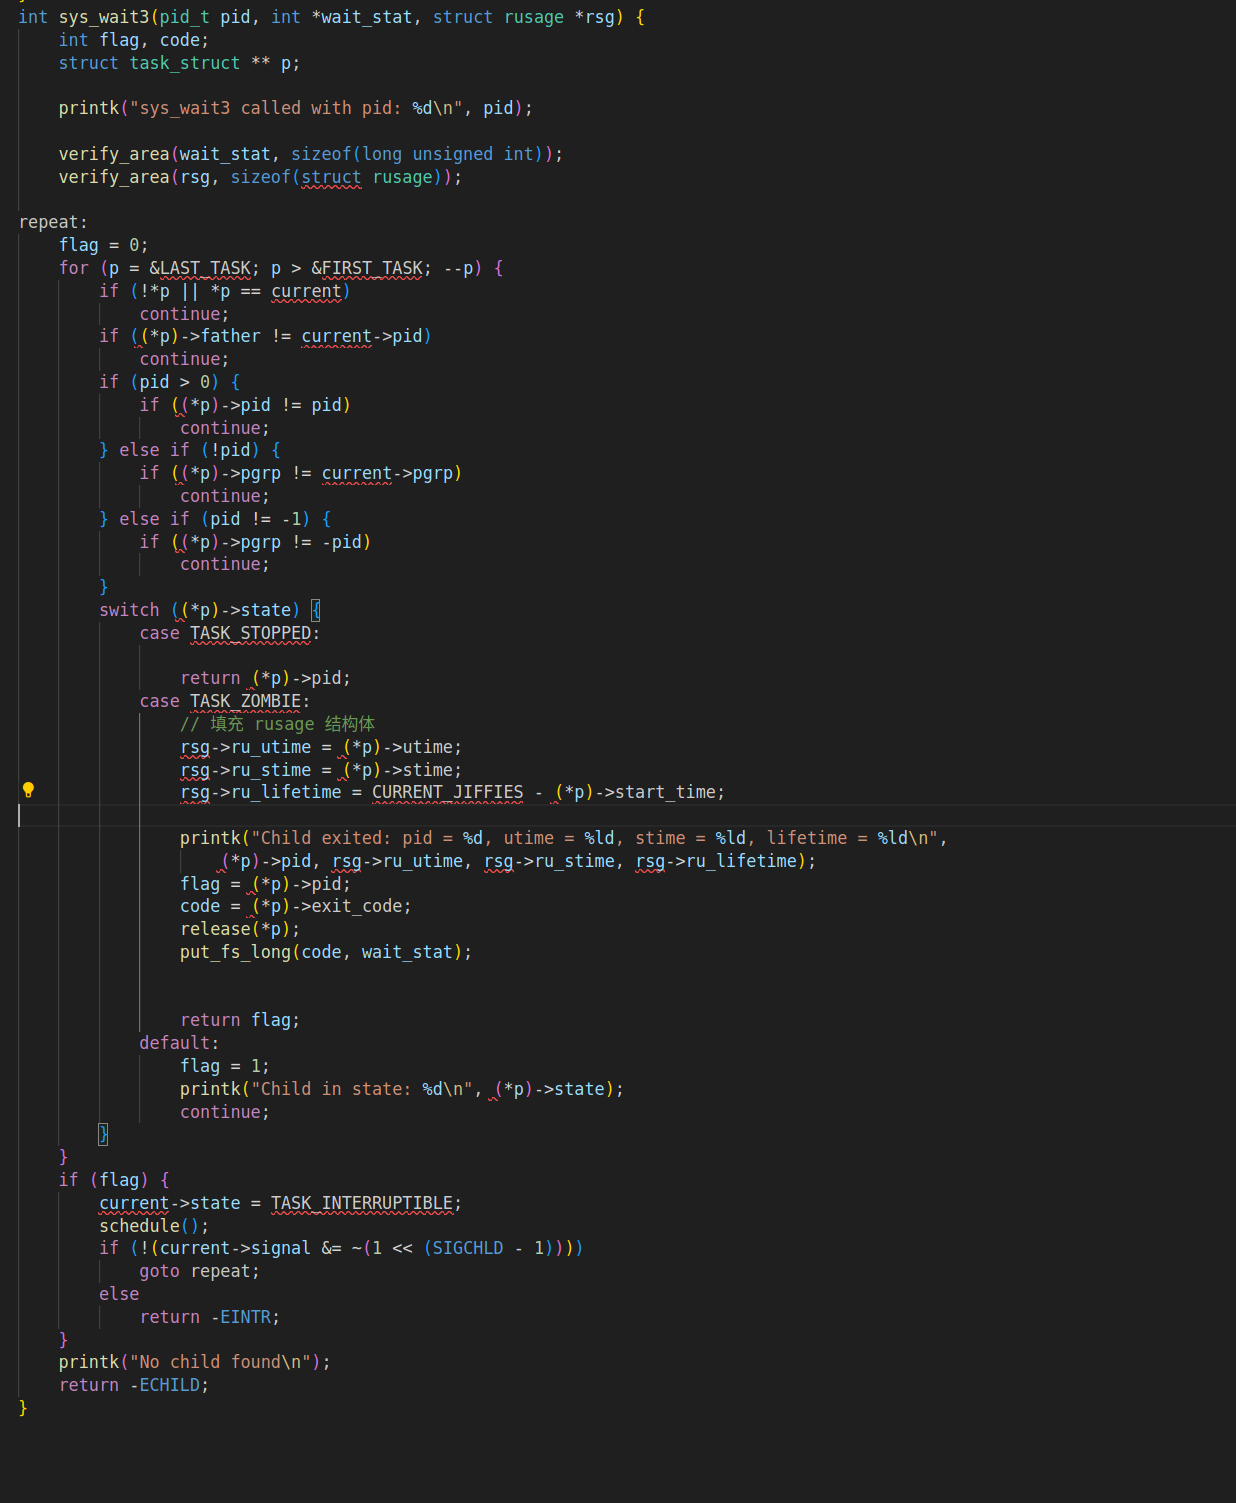 int sys_wait3(pid_t pid, int *wait_stat, struct rusage *rsg) {
    int flag, code;
    struct task_struct ** p;

    printk("sys_wait3 called with pid: %d\n", pid);

    verify_area(wait_stat, sizeof(long unsigned int));
    verify_area(rsg, sizeof(struct rusage));

repeat:
    flag = 0;
    for (p = &LAST_TASK; p > &FIRST_TASK; --p) {
        if (!*p || *p == current)
            continue;
        if ((*p)->father != current->pid)
            continue;
        if (pid > 0) {
            if ((*p)->pid != pid)
                continue;
        } else if (!pid) {
            if ((*p)->pgrp != current->pgrp)
                continue;
        } else if (pid != -1) {
            if ((*p)->pgrp != -pid)
                continue;
        }
        switch ((*p)->state) {
            case TASK_STOPPED:

                return (*p)->pid;
            case TASK_ZOMBIE:
                // 填充 rusage 结构体
                rsg->ru_utime = (*p)->utime;
                rsg->ru_stime = (*p)->stime;
                rsg->ru_lifetime = CURRENT_JIFFIES - (*p)->start_time;

                printk("Child exited: pid = %d, utime = %ld, stime = %ld, lifetime = %ld\n",
                    (*p)->pid, rsg->ru_utime, rsg->ru_stime, rsg->ru_lifetime);
                flag = (*p)->pid;
                code = (*p)->exit_code;
                release(*p);
                put_fs_long(code, wait_stat);


                return flag;
            default:
                flag = 1;
                printk("Child in state: %d\n", (*p)->state);
                continue;
        }
    }
    if (flag) {
        current->state = TASK_INTERRUPTIBLE;
        schedule();
        if (!(current->signal &= ~(1 << (SIGCHLD - 1))))
            goto repeat;
        else
            return -EINTR;
    }
    printk("No child found\n");
    return -ECHILD;
}